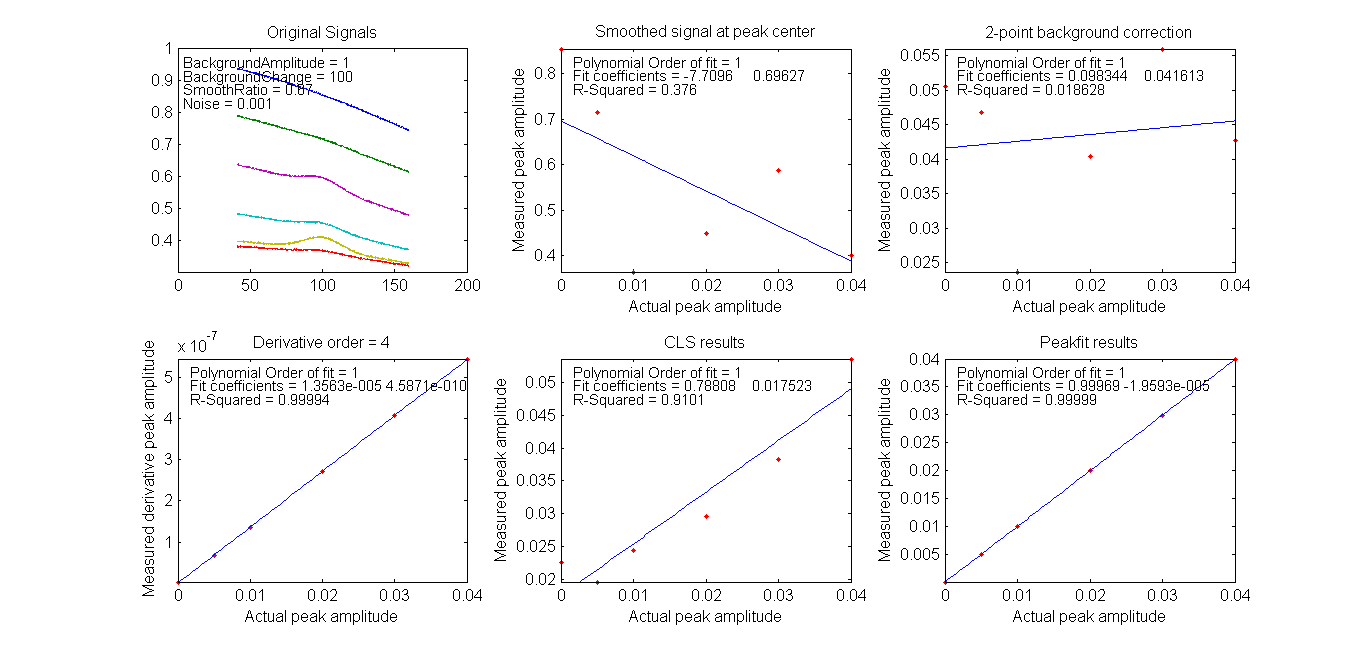 Original Signals
BackgroundAmplitude = 1
BackgroundChange = 100
SmoothRatio = 0.67
Noise = 0.001
1
0.9
0.8
0.7
0.6
0.5
0.4
0 50 100 150 200
Smoothed signal at peak center
Polynomial Order of fit = 1
Fit coefficients = -7.7096 0.69627
R-Squared = 0.376
Measured peak amplitude
0.8
0.7
0.6
0.5
0.4
0 0.01 0.02 0.03 0.04
Actual peak amplitude
2-point background correction
Polynomial Order of fit = 1
Fit coefficients = 0.098344 0.041613
R-Squared = 0.018628
Measured peak amplitude
0.055
0.05
0.045
0.04
0.035
0.03
0.025
0 0.01 0.02 0.03 0.04
Actual peak amplitude
Derivative order = 4
x 10-7
Polynomial Order of fit = 1
Fit coefficients = 1.3563e-005 4.5871e-010
R-Squared = 0.99994
Measured derivative peak amplitude
5
4
3
2
1
0 0.01 0.02 0.03 0.04
Actual peak amplitude
CLS results
Polynomial Order of fit = 1
Fit coefficients = 0.78808 0.017523
R-Squared = 0.9101
Measured peak amplitude
0.05
0.045
0.04
0.035
0.03
0.025
0.02
0 0.01 0.02 0.03 0.04
Actual peak amplitude
Peakfit results
Polynomial Order of fit = 1
Fit coefficients = 0.99969 -1.9593e-005
R-Squared = 0.99999
Measured peak amplitude
0.04
0.035
0.03
0.025
0.02
0.015
0.01
0.005
0 0.01 0.02 0.03 0.04
Actual peak amplitude